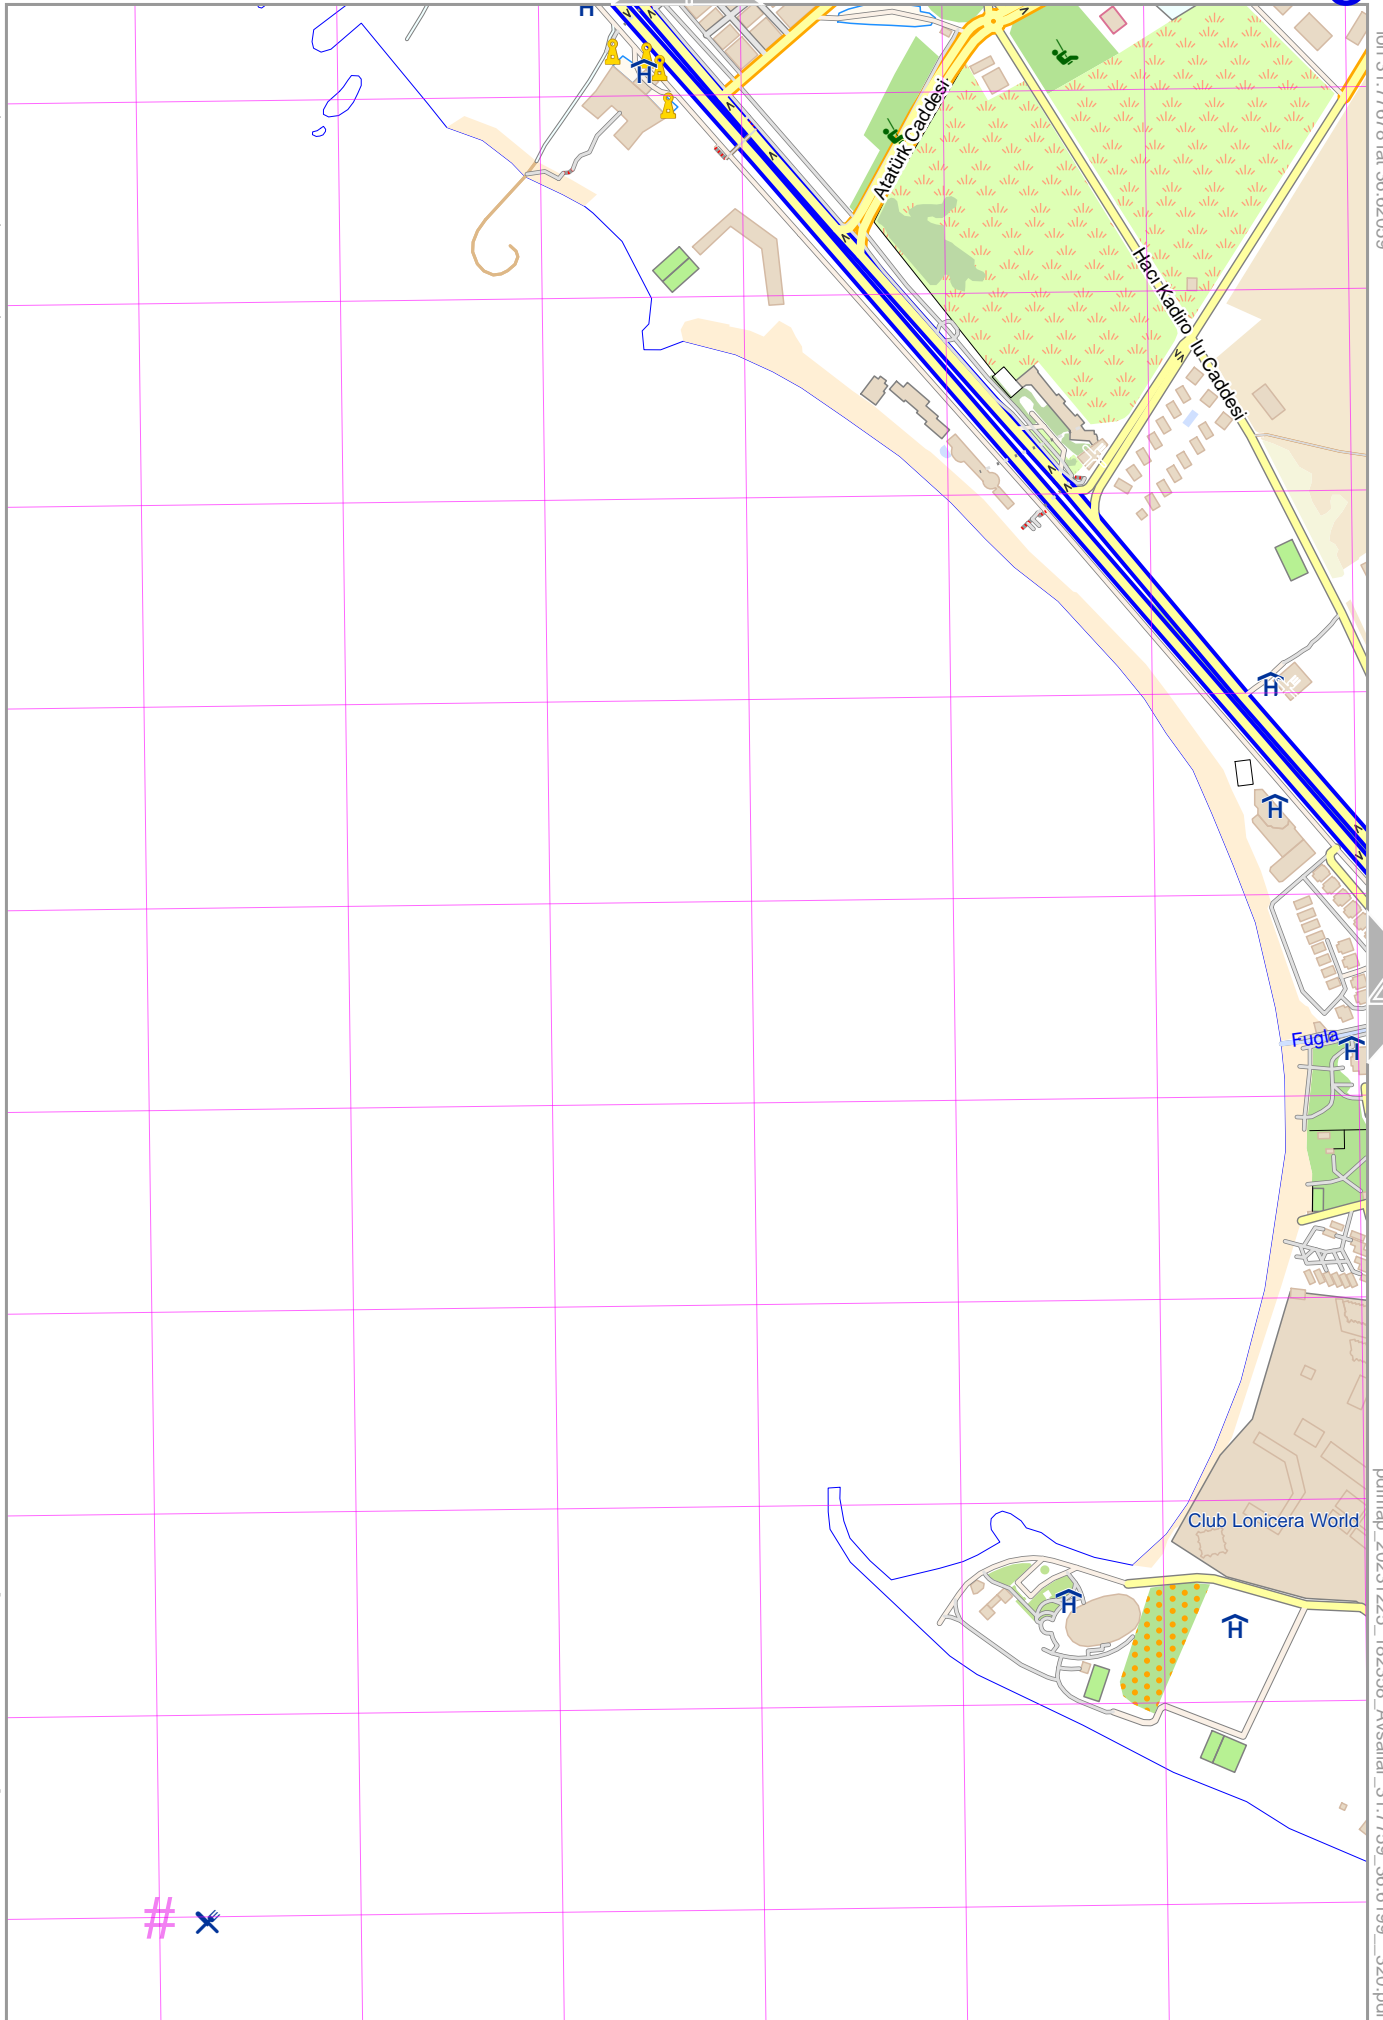 Atatürk Caddesi
Hacı Kadiro lu Caddesi
Fugla
Club Lonicera World
#